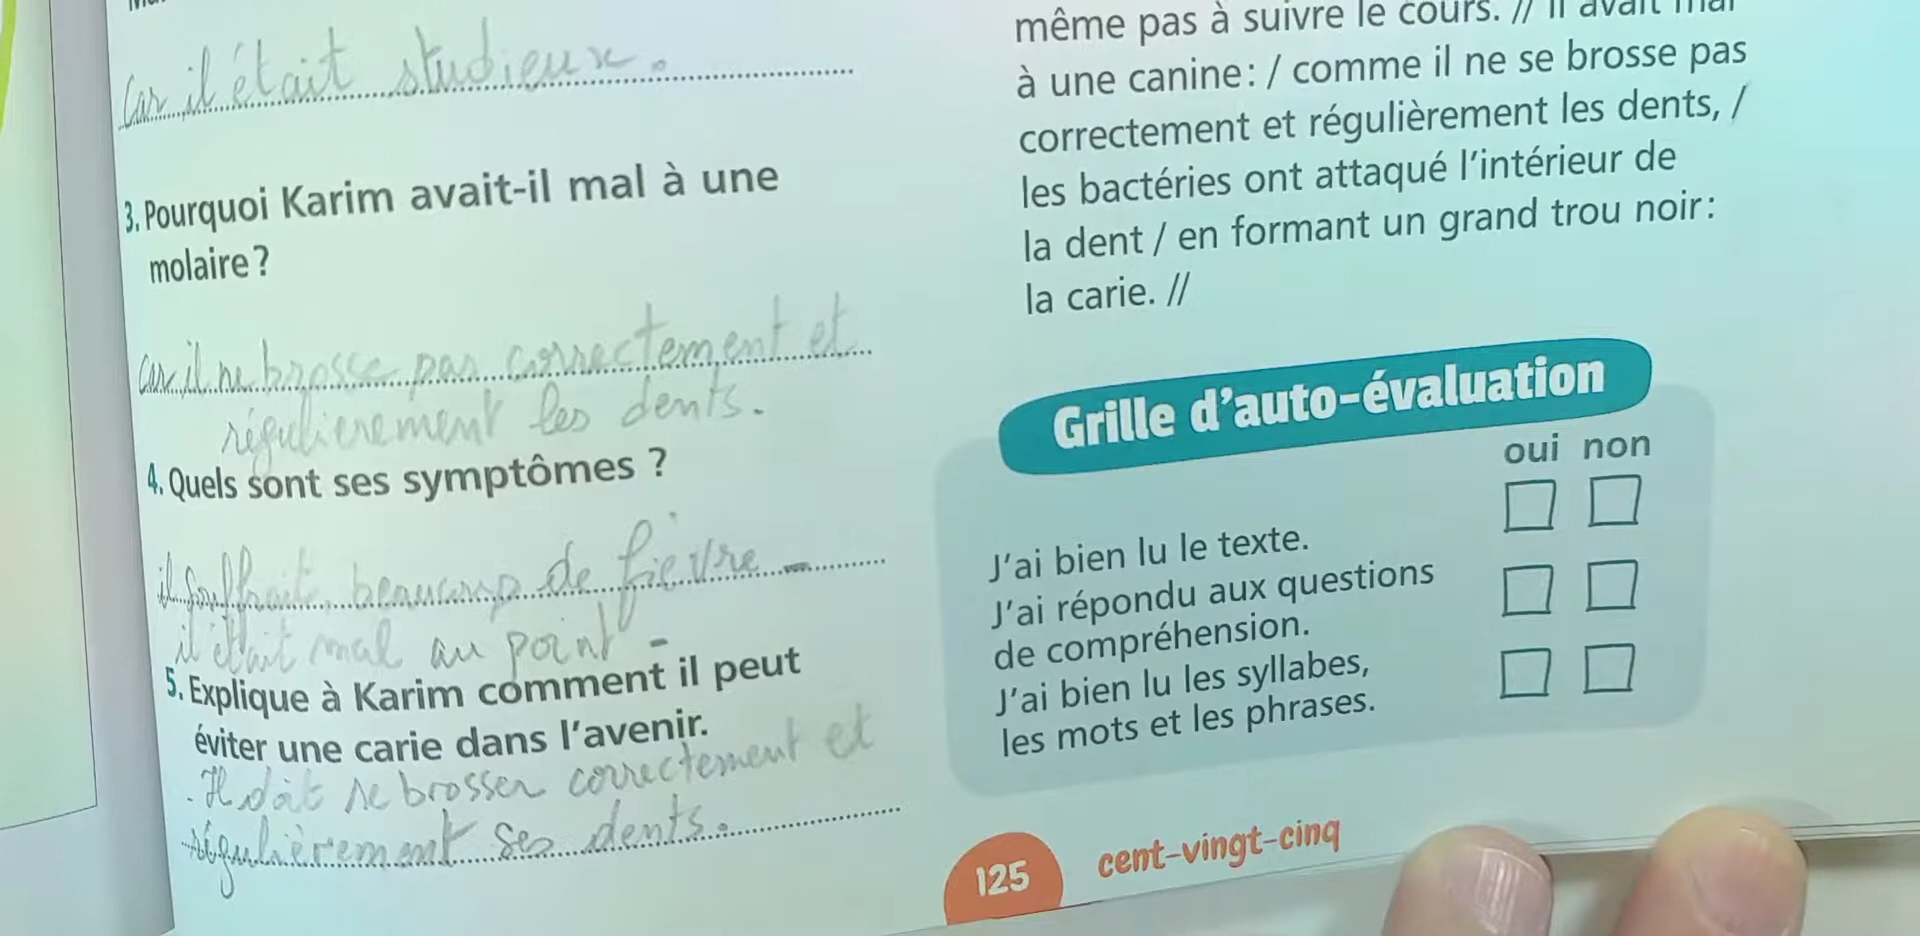 Car il était studieux.
3. Pourquoi Karim avait-il mal à une
molaire ?
Car il ne brosse pas correctement et
régulierement les dents.
4. Quels sont ses symptômes ?
il souffrait beaucoup de fievre -
il était mal au point -
5. Explique à Karim comment il peut
éviter une carie dans l'avenir.
. Il doit se brosser correctement et
régulièrement ses dents.
même pas à suivre le cours. // Il avait mal
à une canine : / comme il ne se brosse pas
correctement et régulièrement les dents, /
les bactéries ont attaqué l'intérieur de
la dent / en formant un grand trou noir :
la carie. //
Grille d'auto-évaluation
oui non
J'ai bien lu le texte.
J'ai répondu aux questions
de compréhension.
J'ai bien lu les syllabes,
les mots et les phrases.
125 cent-vingt-cinq